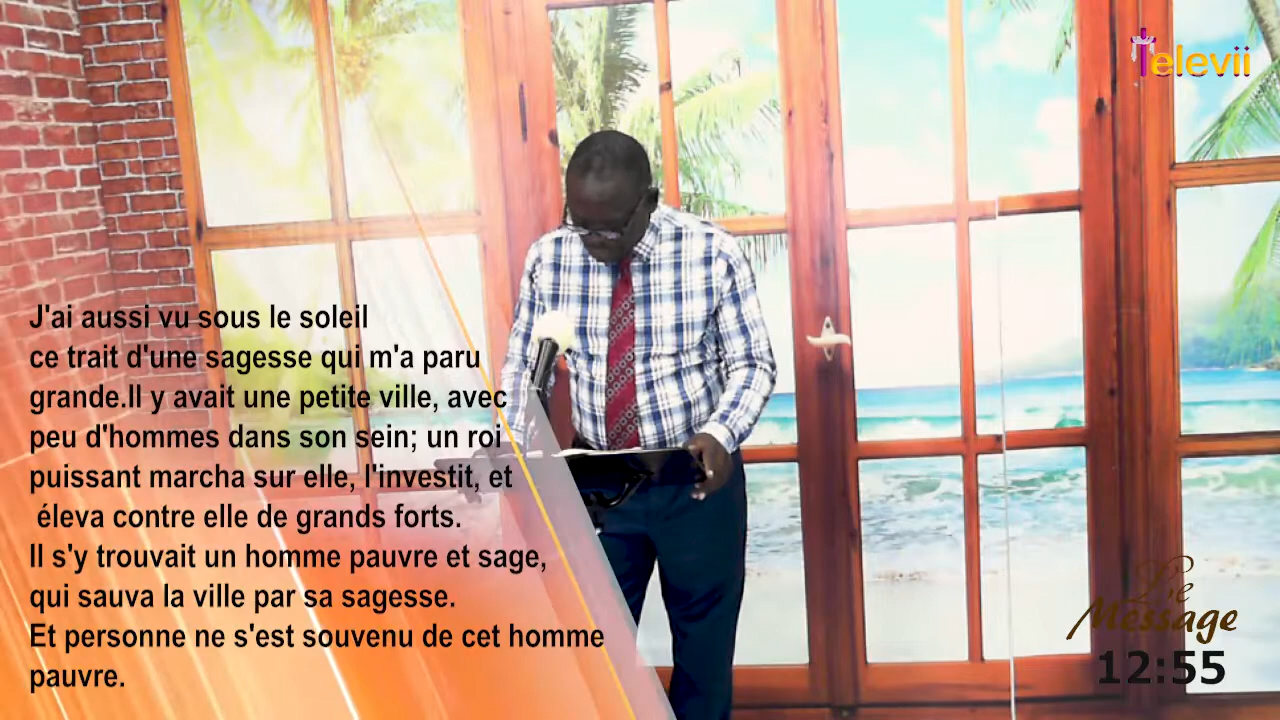 Televii
J'ai aussi vu sous le soleil
ce trait d'une sagesse qui m'a paru
grande.Il y avait une petite ville, avec
peu d'hommes dans son sein; un roi
puissant marcha sur elle, l'investit, et
éleva contre elle de grands forts.
Il s'y trouvait un homme pauvre et sage,
qui sauva la ville par sa sagesse.
Et personne ne s'est souvenu de cet homme
pauvre.
Le
Message
12:55